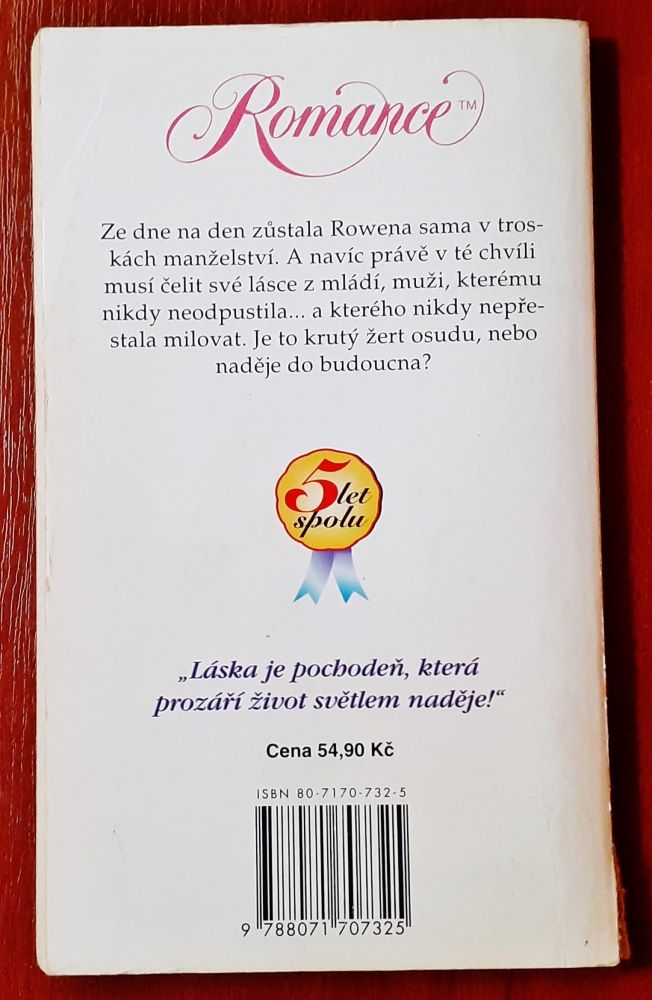 Romance™
Ze dne na den zůstala Rowena sama v tros-
kách manželství. A navíc právě v té chvíli
musí čelit své lásce z mládí, muži, kterému
nikdy neodpustila... a kterého nikdy nepře-
stala milovat. Je to krutý žert osudu, nebo
naděje do budoucna?
5 let
spolu
„Láska je pochodeň, která
prozáří život světlem naděje!“
Cena 54,90 Kč
ISBN 80-7170-732-5
9 788071 707325